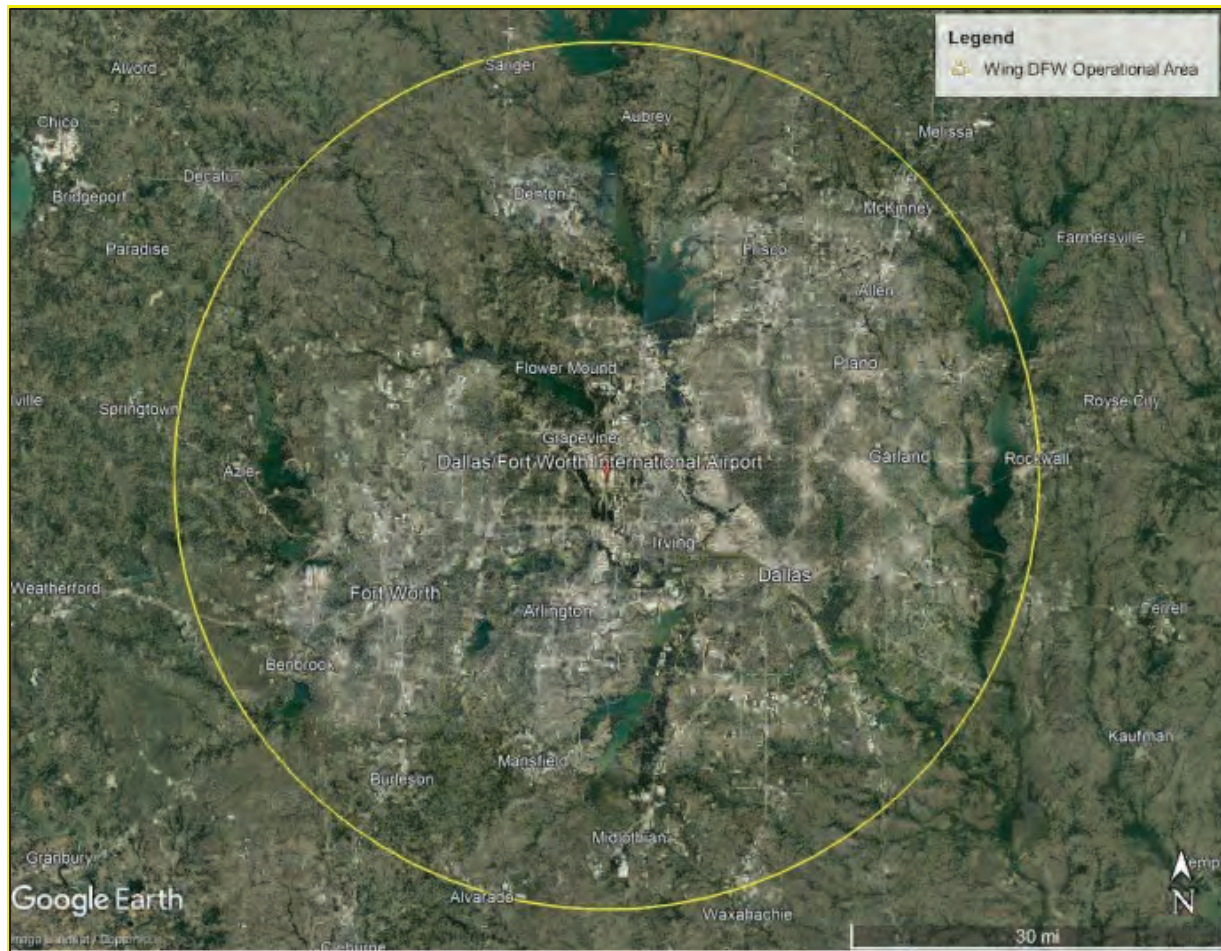 Legend
Wing DFW Operational Area
Alvord
Sanger
Aubrey
Chico
Melissa
Decatur
Denton
Bridgeport
McKinney
Paradise
Frisco
Farmersville
Allen
Flower Mound
Plano
Springtown
Royse City
Grapevine
Azle
Dallas/Fort Worth International Airport
Garland
Rockwall
Irving
Weatherford
Fort Worth
Dallas
Arlington
Terrell
Benbrook
Kaufman
Mansfield
Burleson
Midlothian
Granbury
Google Earth
Alvarado
N
Waxahachie
30 mi